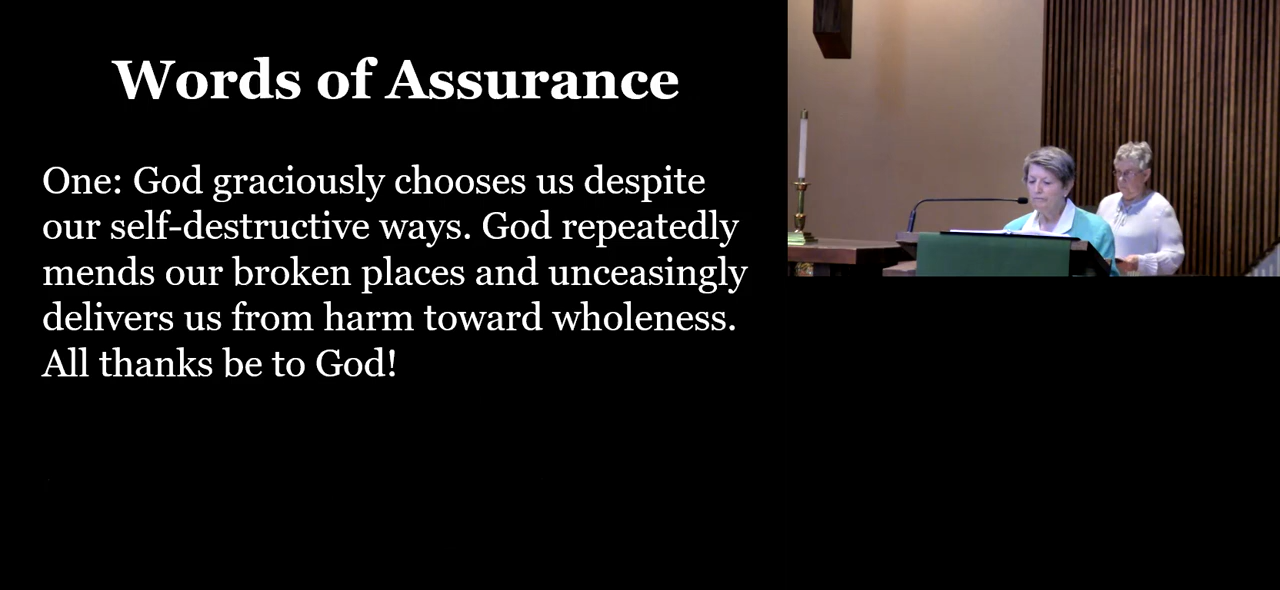 Words of Assurance
One: God graciously chooses us despite
our self-destructive ways. God repeatedly
mends our broken places and unceasingly
delivers us from harm toward wholeness.
All thanks be to God!